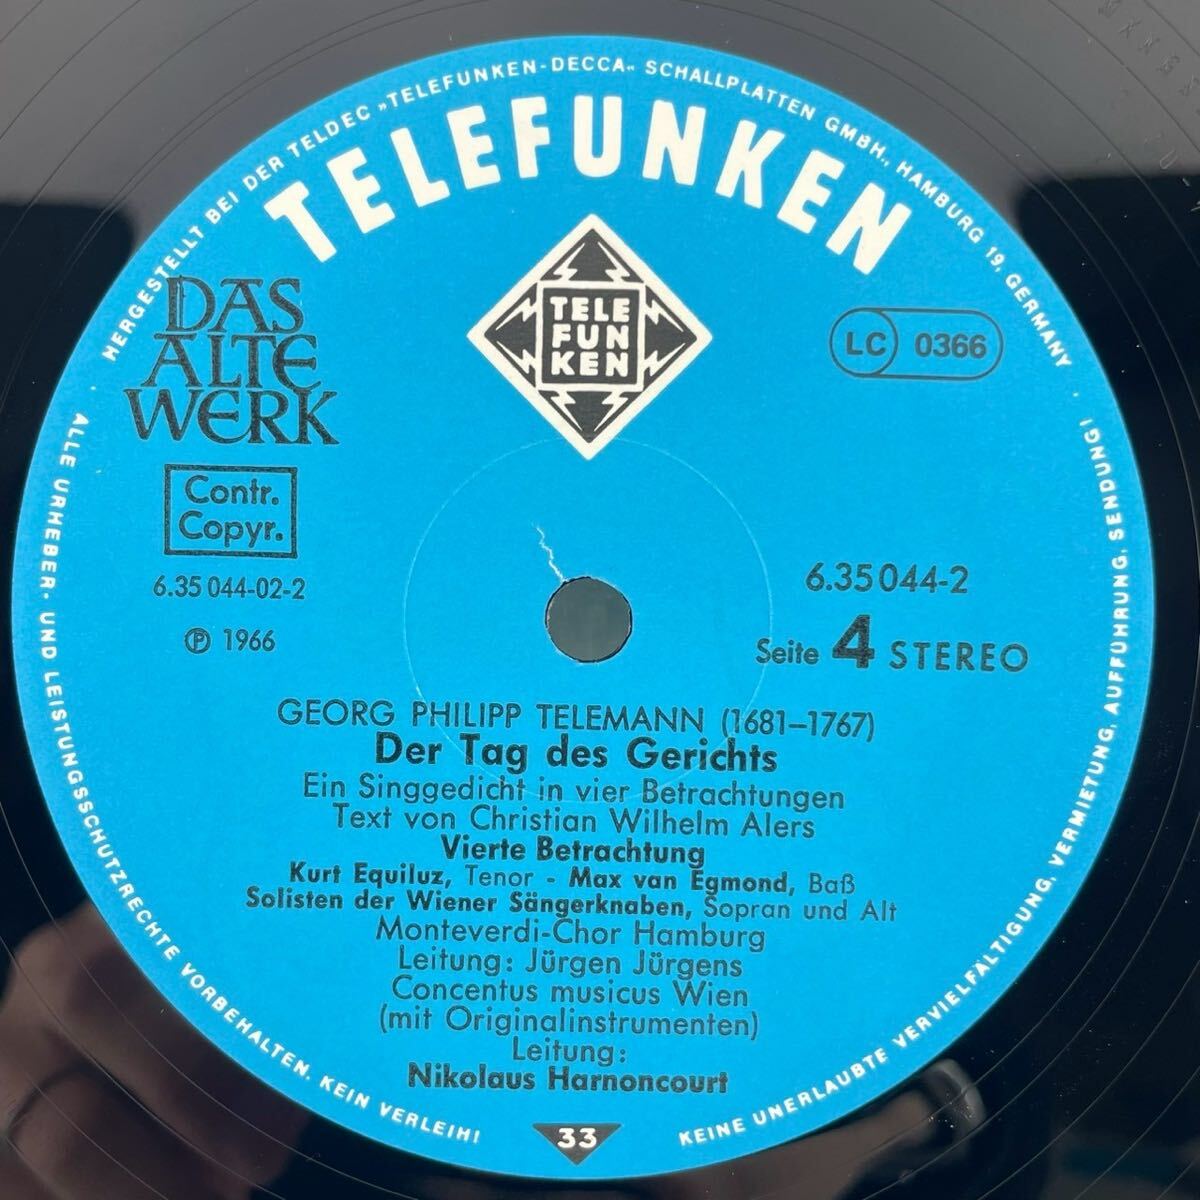 HERGESTELLT BEI DER TELDEC »TELEFUNKEN-DECCA« SCHALLPLATTEN GMBH., HAMBURG 19, GERMANY
TELEFUNKEN
DAS
ALTE
WERK
TELE
FUN
KEN
LC 0366
Contr.
Copyr.
6.35 044-02-2
℗ 1966
6.35 044-2
Seite 4 STEREO
GEORG PHILIPP TELEMANN (1681–1767)
Der Tag des Gerichts
Ein Singgedicht in vier Betrachtungen
Text von Christian Wilhelm Alers
Vierte Betrachtung
Kurt Equiluz, Tenor - Max van Egmond, Baß
Solisten der Wiener Sängerknaben, Sopran und Alt
Monteverdi-Chor Hamburg
Leitung: Jürgen Jürgens
Concentus musicus Wien
(mit Originalinstrumenten)
Leitung:
Nikolaus Harnoncourt
33
ALLE URHEBER- UND LEISTUNGSSCHUTZRECHTE VORBEHALTEN. KEIN VERLEIH!
KEINE UNERLAUBTE VERVIELFÄLTIGUNG, VERMIETUNG, AUFFÜHRUNG, SENDUNG!